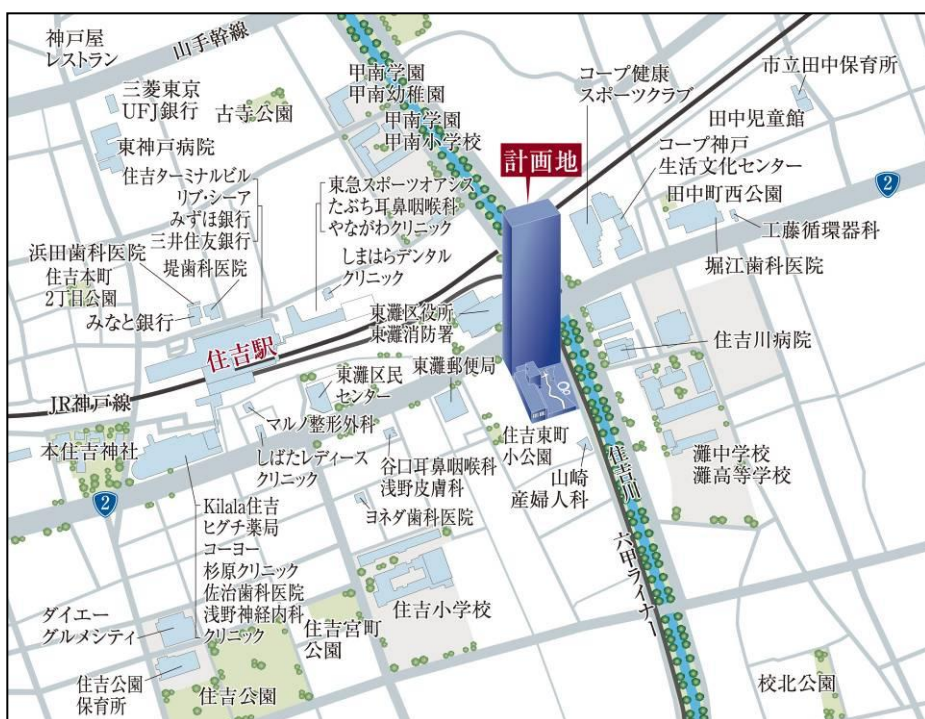 神戸屋
レストラン
山手幹線
三菱東京
UFJ銀行
古寺公園
甲南学園
甲南幼稚園
甲南学園
甲南小学校
コープ健康
スポーツクラブ
市立田中保育所
田中児童館
コープ神戸
生活文化センター
田中町西公園
2
計画地
東神戸病院
住吉ターミナルビル
リブ・シーア
みずほ銀行
三井住友銀行
堤歯科医院
浜田歯科医院
住吉本町
2丁目公園
みなと銀行
東急スポーツオアシス
たぶち耳鼻咽喉科
やながわクリニック
しまはらデンタル
クリニック
工藤循環器科
堀江歯科医院
東灘区役所
東灘消防署
住吉川病院
住吉駅
東灘区民
センター
東灘郵便局
JR神戸線
マルノ整形外科
本住吉神社
しばたレディース
クリニック
谷口耳鼻咽喉科
浅野皮膚科
住吉東町
小公園
山崎
産婦人科
住吉川
灘中学校
灘高等学校
2
Kilala住吉
ヒグチ薬局
コーヨー
杉原クリニック
佐治歯科医院
浅野神経内科
クリニック
ヨネダ歯科医院
六甲ライナー
ダイエー
グルメシティ
住吉宮町
公園
住吉小学校
住吉公園
保育所
住吉公園
校北公園